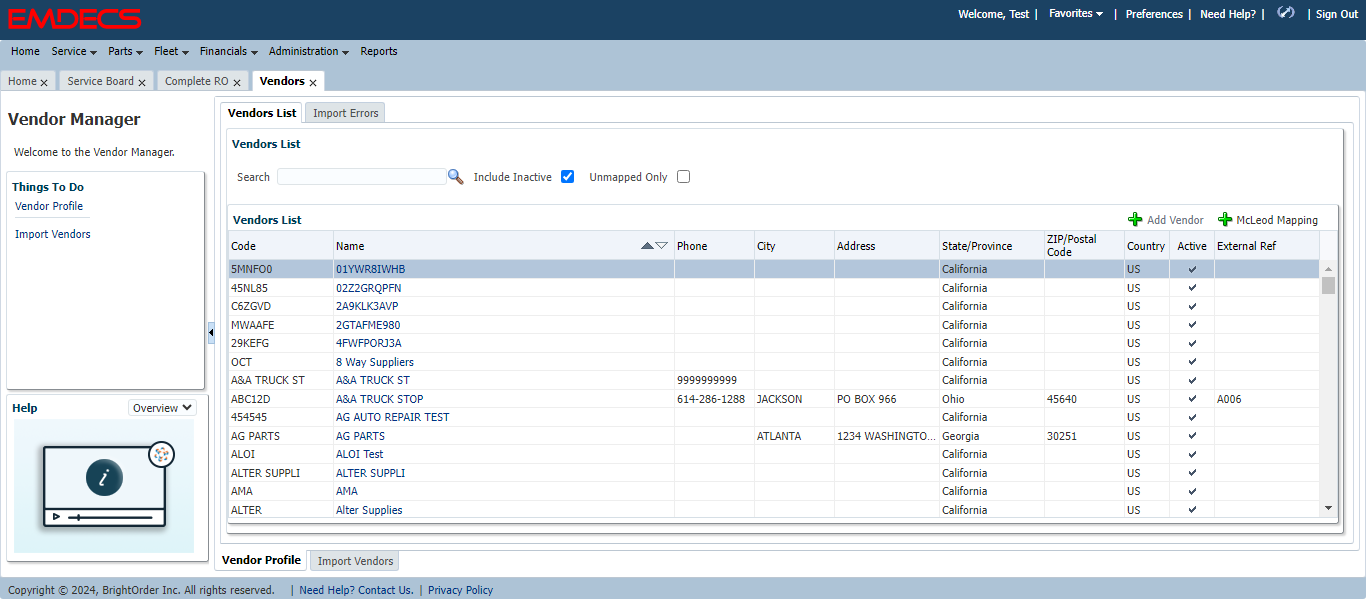 EMDECS
Welcome, Test | Favorites | Preferences | Need Help? | | Sign Out
Home Service Parts Fleet Financials Administration Reports
Home Service Board Complete RO Vendors
Vendor Manager
Welcome to the Vendor Manager.
Things To Do
Vendor Profile
Import Vendors
Help Overview
i
Vendors List Import Errors
Vendors List
Search Include Inactive Unmapped Only
Vendors List Add Vendor McLeod Mapping
Code Name Phone City Address State/Province ZIP/Postal Code Country Active External Ref
5MNFO0 01YWR8IWHB California US
45NL85 02Z2GRQPFN California US
C6ZGVD 2A9KLK3AVP California US
MWAAFE 2GTAFME980 California US
29KEFG 4FWFPORJ3A California US
OCT 8 Way Suppliers California US
A&A TRUCK ST A&A TRUCK ST 9999999999 California US
ABC12D A&A TRUCK STOP 614-286-1288 JACKSON PO BOX 966 Ohio 45640 US A006
454545 AG AUTO REPAIR TEST California US
AG PARTS AG PARTS ATLANTA 1234 WASHINGTO... Georgia 30251 US
ALOI ALOI Test California US
ALTER SUPPLI ALTER SUPPLI California US
AMA AMA California US
ALTER Alter Supplies California US
Vendor Profile Import Vendors
Copyright © 2024, BrightOrder Inc. All rights reserved. | Need Help? Contact Us. | Privacy Policy